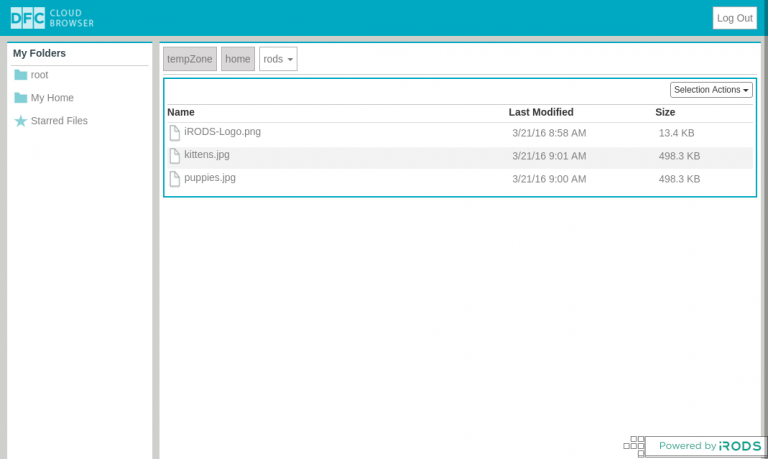 DFC CLOUD
BROWSER
Log Out
My Folders
root
My Home
Starred Files
tempZone home rods
Selection Actions
Name Last Modified Size
iRODS-Logo.png 3/21/16 8:58 AM 13.4 KB
kittens.jpg 3/21/16 9:01 AM 498.3 KB
puppies.jpg 3/21/16 9:00 AM 498.3 KB
Powered by iRODS